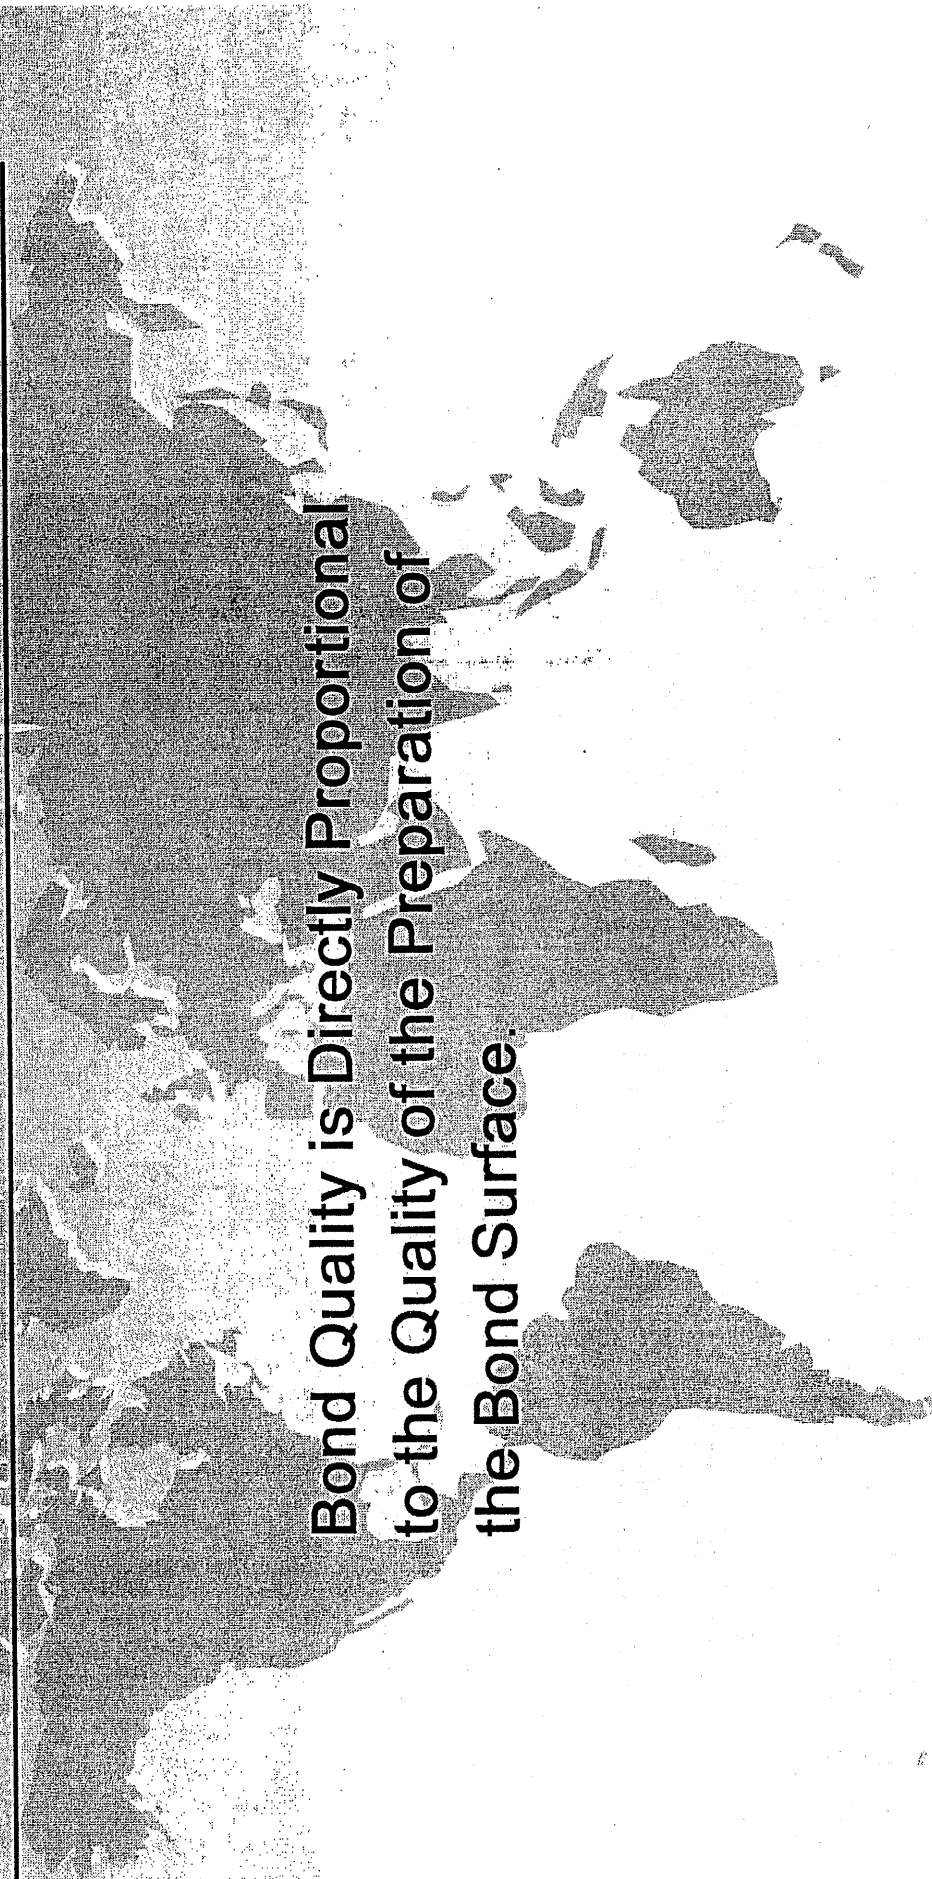 Bond Quality is Directly Proportional
to the Quality of the Preparation of
the Bond Surface.